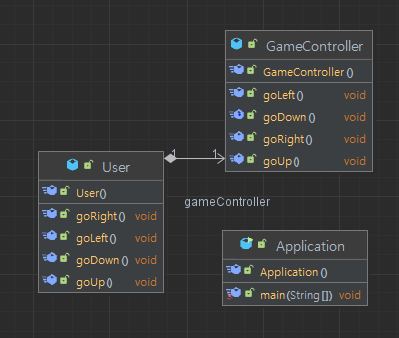 GameController
GameController()
goLeft() void
goDown() void
goRight() void
goUp() void
1 1
User
User()
goRight() void
goLeft() void
goDown() void
goUp() void
gameController
Application
Application()
main(String[]) void